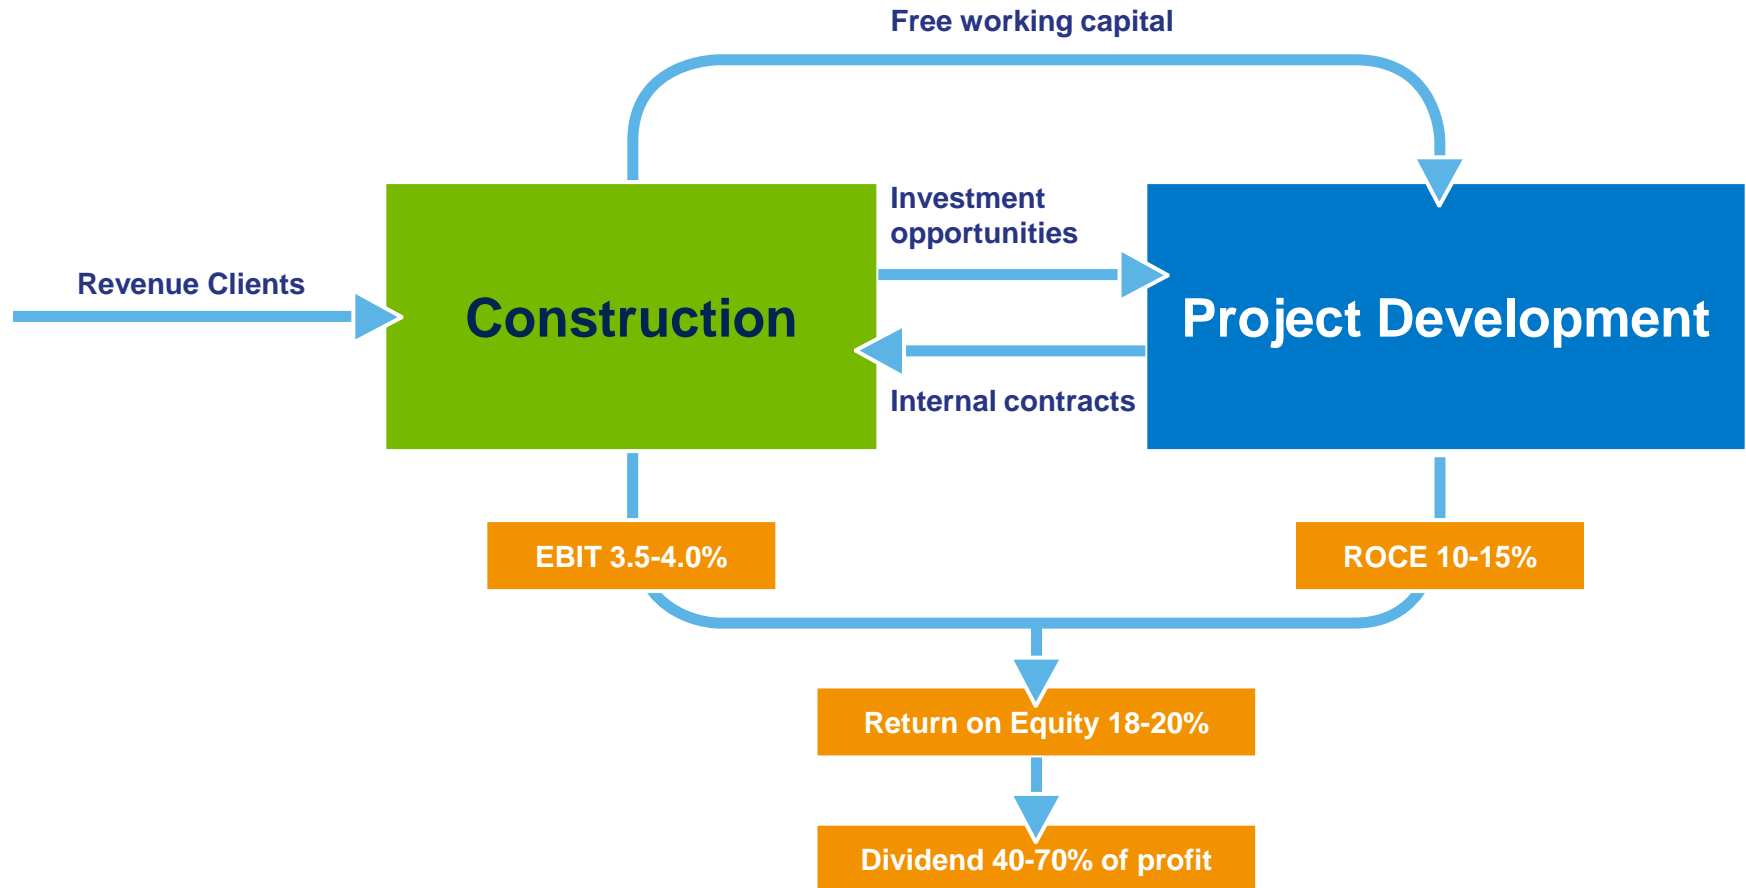 Free working capital
Investment
opportunities
Revenue Clients
Construction
Project Development
Internal contracts
EBIT 3.5-4.0%
ROCE 10-15%
Return on Equity 18-20%
Dividend 40-70% of profit